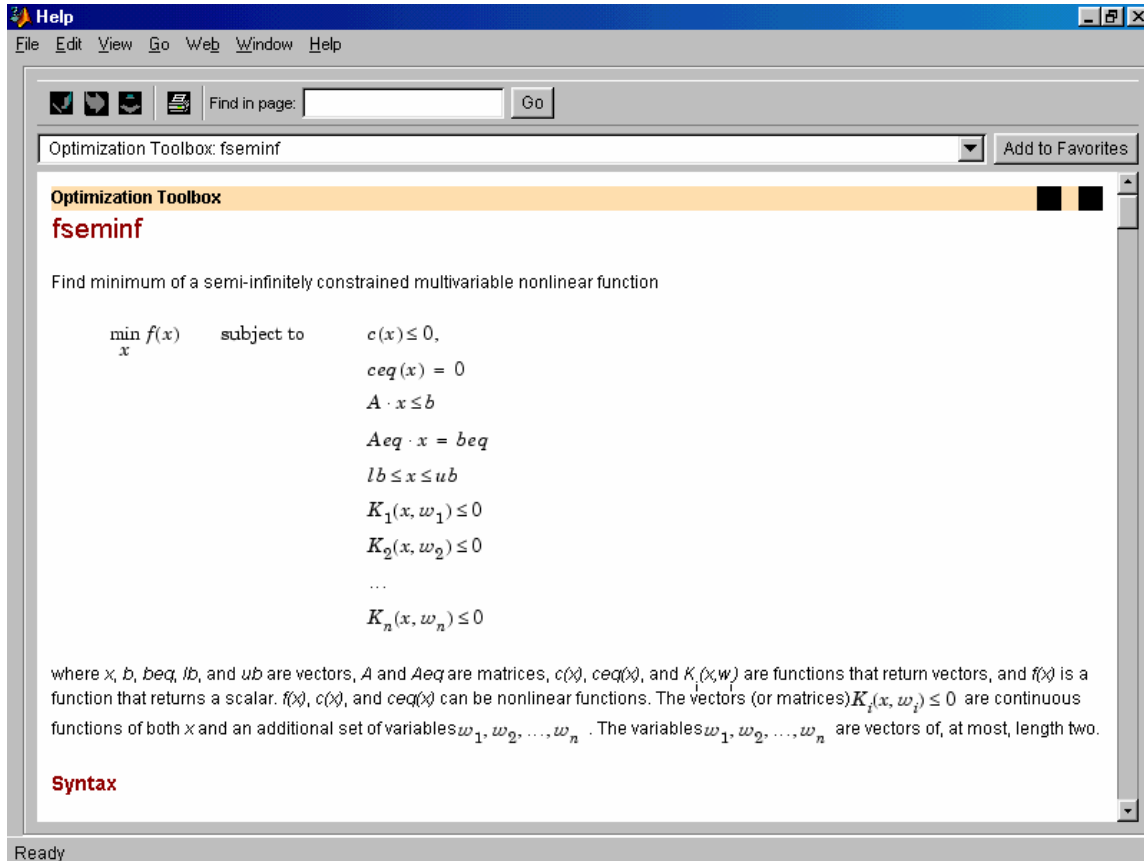 Help
File Edit View Go Web Window Help
Find in page: Go
Optimization Toolbox: fseminf Add to Favorites
Optimization Toolbox
fseminf
Find minimum of a semi-infinitely constrained multivariable nonlinear function
min f(x) subject to c(x) ≤ 0,
x
ceq(x) = 0
A · x ≤ b
Aeq · x = beq
lb ≤ x ≤ ub
K₁(x, w₁) ≤ 0
K₂(x, w₂) ≤ 0
...
Kₙ(x, wₙ) ≤ 0
where x, b, beq, lb, and ub are vectors, A and Aeq are matrices, c(x), ceq(x), and Kᵢ(x,wᵢ) are functions that return vectors, and f(x) is a
function that returns a scalar. f(x), c(x), and ceq(x) can be nonlinear functions. The vectors (or matrices) Kᵢ(x, wᵢ) ≤ 0 are continuous
functions of both x and an additional set of variables w₁, w₂, ..., wₙ . The variables w₁, w₂, ..., wₙ are vectors of, at most, length two.
Syntax
Ready